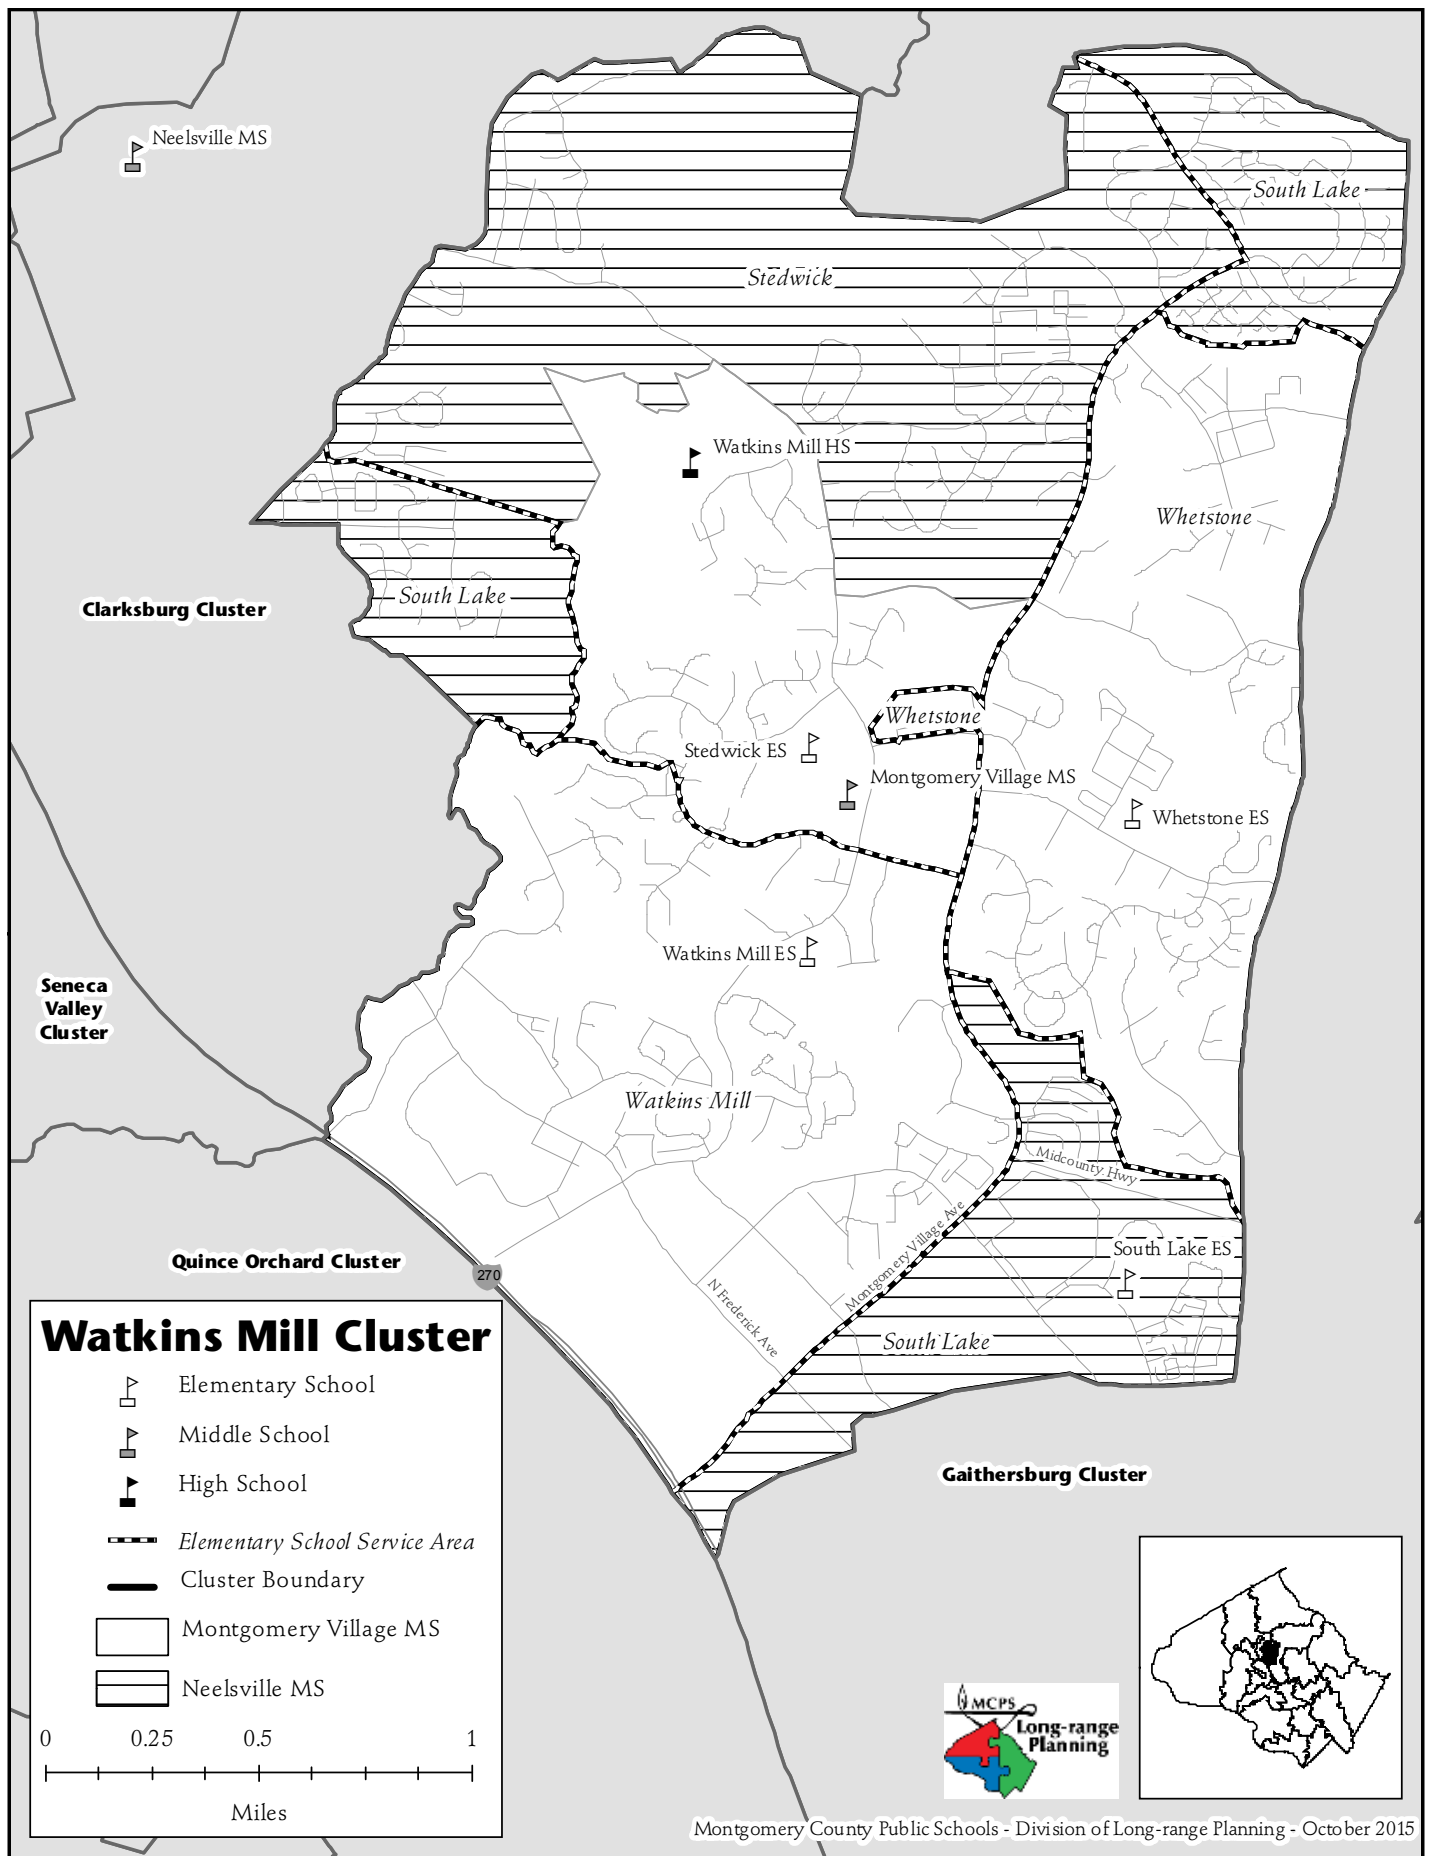 Neelsville MS
South Lake
Stedwick
Watkins Mill HS
Whetstone
Clarksburg Cluster
South Lake
Whetstone
Stedwick ES
Montgomery Village MS
Whetstone ES
Watkins Mill ES
Seneca
Valley
Cluster
Watkins Mill
Midcounty Hwy
Montgomery Village Ave
South Lake ES
Quince Orchard Cluster
270
N Frederick Ave
South Lake
Gaithersburg Cluster
Watkins Mill Cluster
Elementary School
Middle School
High School
Elementary School Service Area
Cluster Boundary
Montgomery Village MS
Neelsville MS
0 0.25 0.5 1
Miles
MCPS
Long-range
Planning
Montgomery County Public Schools - Division of Long-range Planning - October 2015